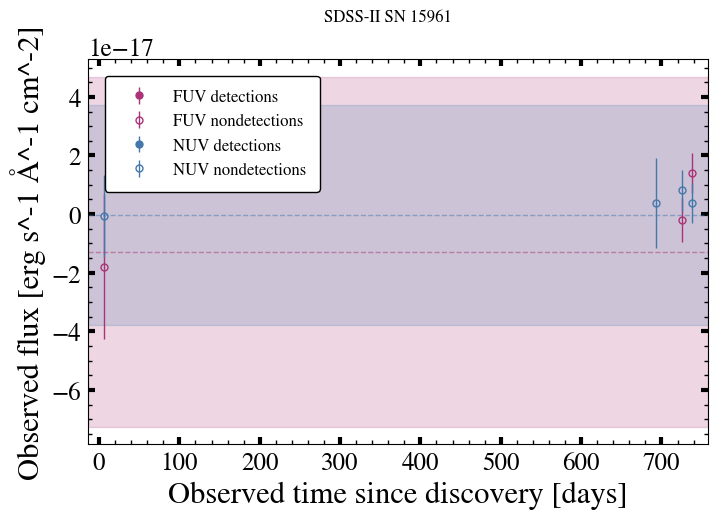 SDSS-II SN 15961
1e−17
FUV detections
FUV nondetections
NUV detections
NUV nondetections
4
2
0
−2
−4
−6
Observed flux [erg s^-1 Å^-1 cm^-2]
0 100 200 300 400 500 600 700
Observed time since discovery [days]